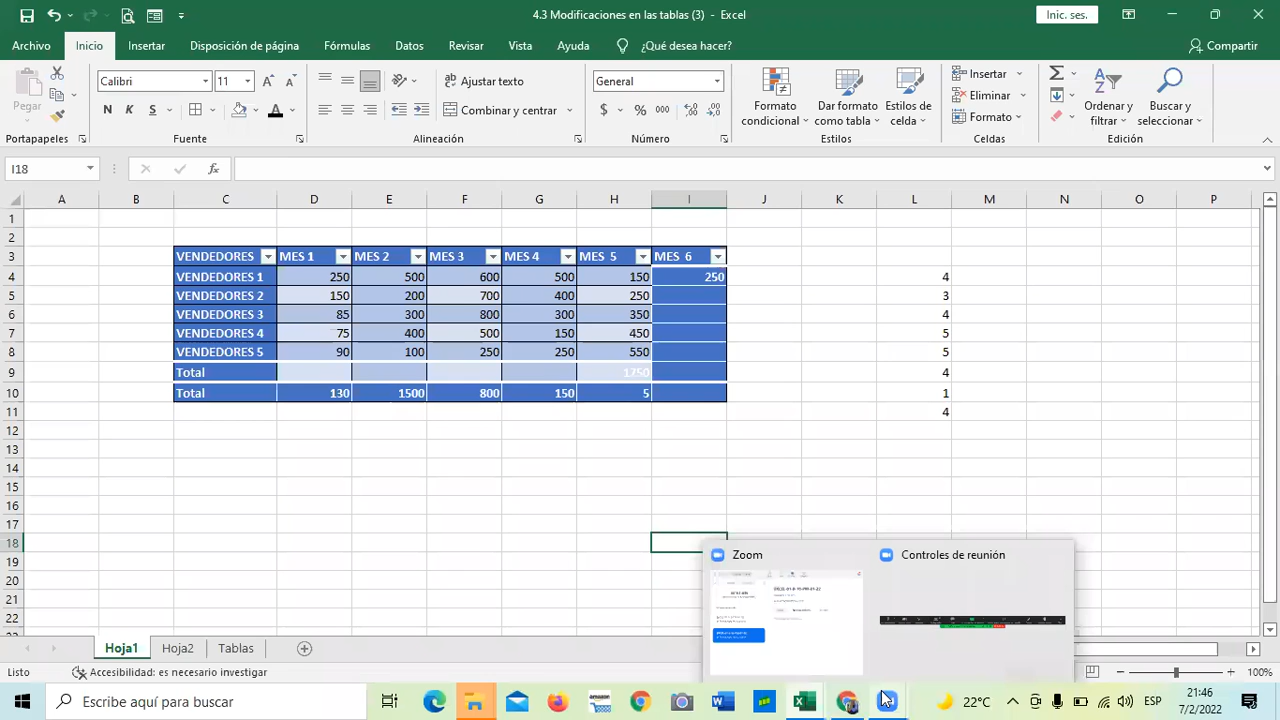 4.3 Modificaciones en las tablas (3) - Excel
Inic. ses.
Archivo Inicio Insertar Disposición de página Fórmulas Datos Revisar Vista Ayuda ¿Qué desea hacer? Compartir
Pegar
Calibri 11
Ajustar texto
General
Insertar
N K S
Combinar y centrar
$ % 000
Eliminar
Formato
Formato condicional
Dar formato como tabla
Estilos de celda
Ordenar y filtrar
Buscar y seleccionar
Portapapeles Fuente Alineación Número Estilos Celdas Edición
I18 fx
A B C D E F G H I J K L M N O P
1
2
3 VENDEDORES MES 1 MES 2 MES 3 MES 4 MES 5 MES 6
4 VENDEDORES 1 250 500 600 500 150 250 4
5 VENDEDORES 2 150 200 700 400 250 3
6 VENDEDORES 3 85 300 800 300 350 4
7 VENDEDORES 4 75 400 500 150 450 5
8 VENDEDORES 5 90 100 250 250 550 5
9 Total 1750 4
10 Total 130 1500 800 150 5 1
11 4
12
13
14
15
16
17
18
Zoom Controles de reunión
20
21
22
Hoja1 Hoja2 Tablas
Listo Accesibilidad: es necesario investigar 100%
Escribe aquí para buscar
22°C
ESP
21:46
7/2/2022